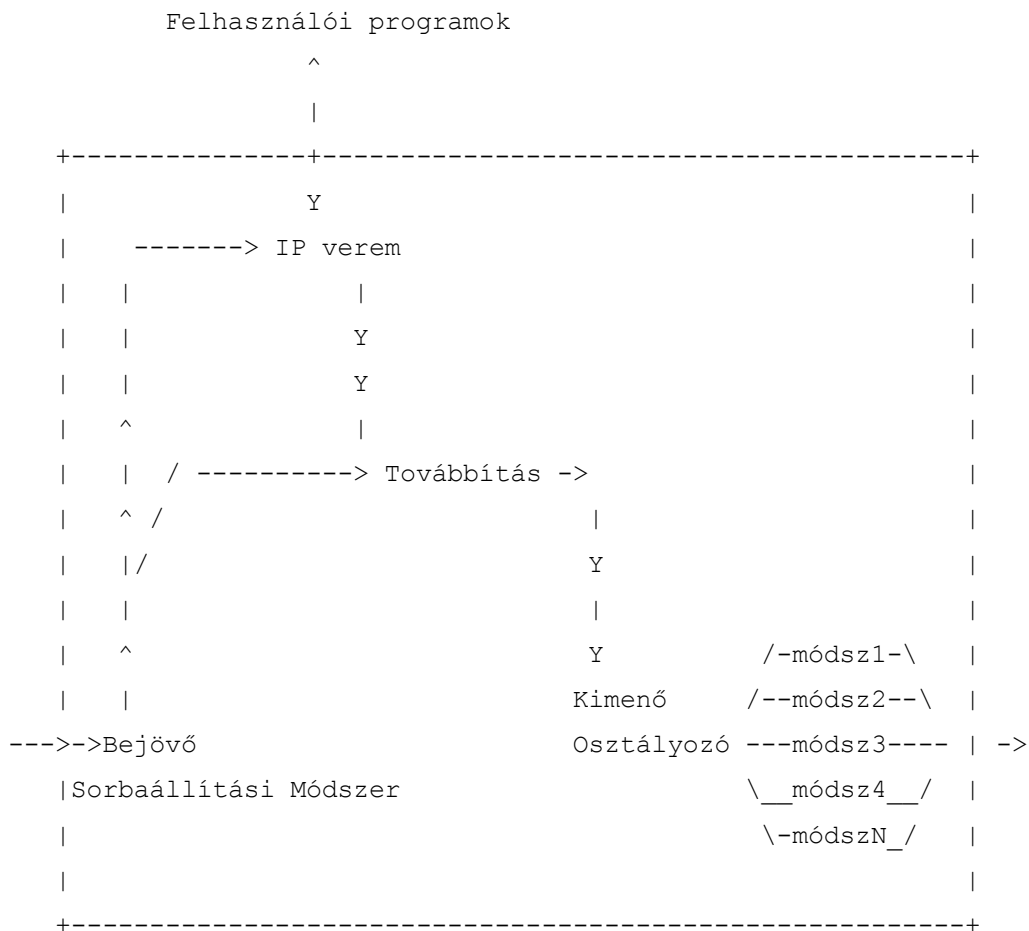 Felhasználói programok
^
|
+---------------+-----------------------------------------+
|               Y                                         |
|    -------> IP verem                                    |
|   |              |                                      |
|   |              Y                                      |
|   |              Y                                      |
|   ^              |                                      |
|   |  / ----------> Továbbítás ->                        |
|   ^ /                           |                       |
|   |/                            Y                       |
|   |                             |                       |
|   ^                             Y          /-módsz1-\   |
|   |                            Kimenő     /--módsz2--\  |
--->->Bejövő                        Osztályozó ---módsz3---- | ->
|Sorbaállítási Módszer                      \__módsz4__/  |
|                                            \-módszN_/   |
|                                                         |
+---------------------------------------------------------+